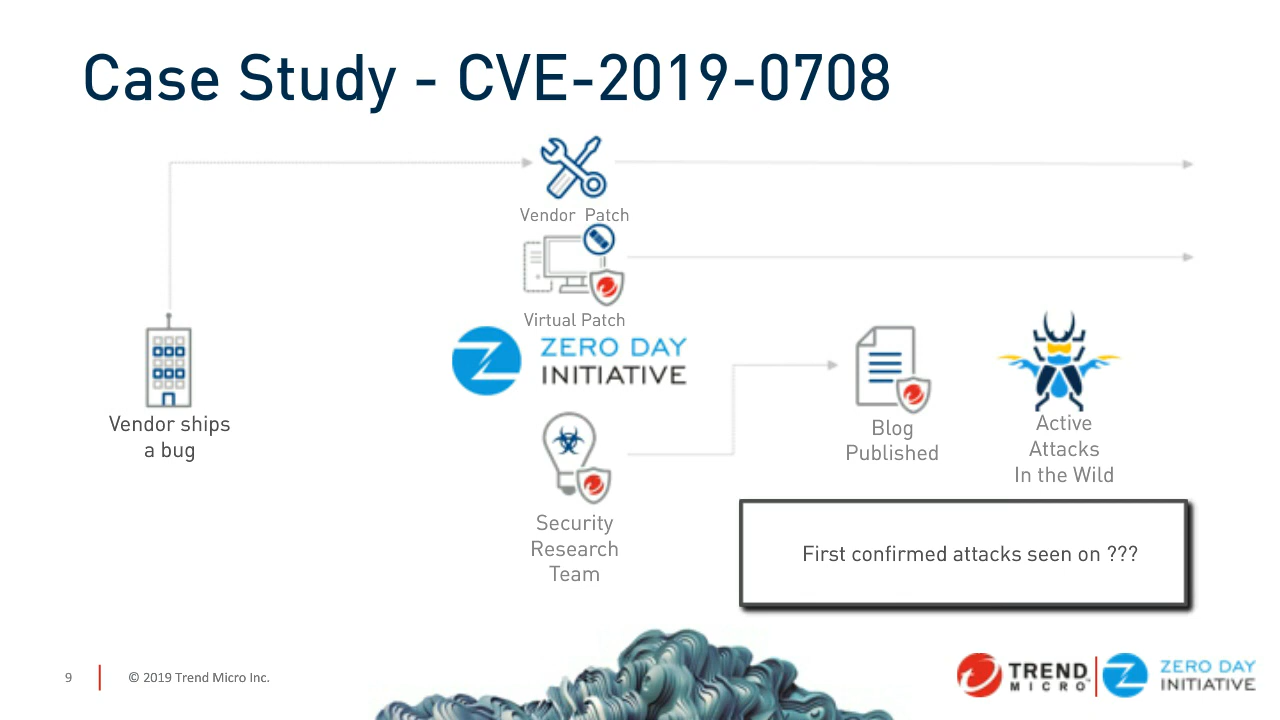 Case Study - CVE-2019-0708
Vendor Patch
Virtual Patch
ZERO DAY
INITIATIVE
Vendor ships
a bug
Blog
Published
Active
Attacks
In the Wild
Security
Research
Team
First confirmed attacks seen on ???
9
© 2019 Trend Micro Inc.
TREND
MICRO™
ZERO DAY
INITIATIVE